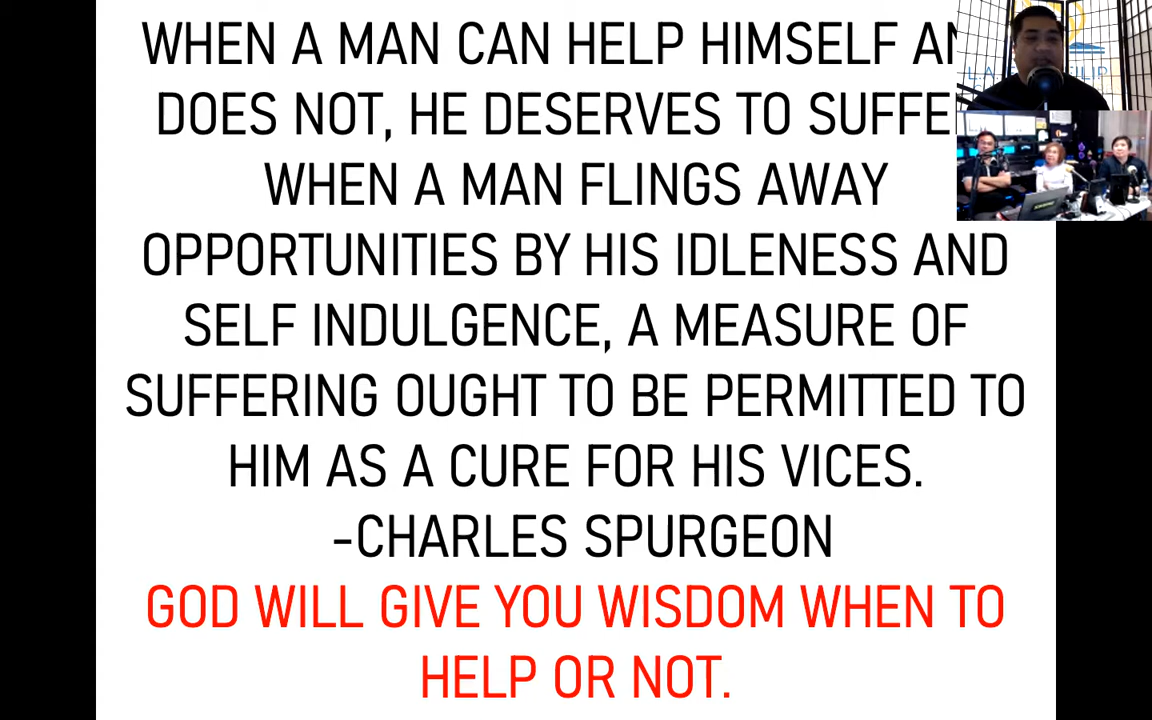 WHEN A MAN CAN HELP HIMSELF
DOES NOT, HE DESERVES TO
WHEN A MAN FLINGS AWAY
OPPORTUNITIES BY HIS IDLENESS AND
SELF INDULGENCE, A MEASURE OF
SUFFERING OUGHT TO BE PERMITTED TO
HIM AS A CURE FOR HIS VICES.
-CHARLES SPURGEON
GOD WILL GIVE YOU WISDOM WHEN TO
HELP OR NOT.